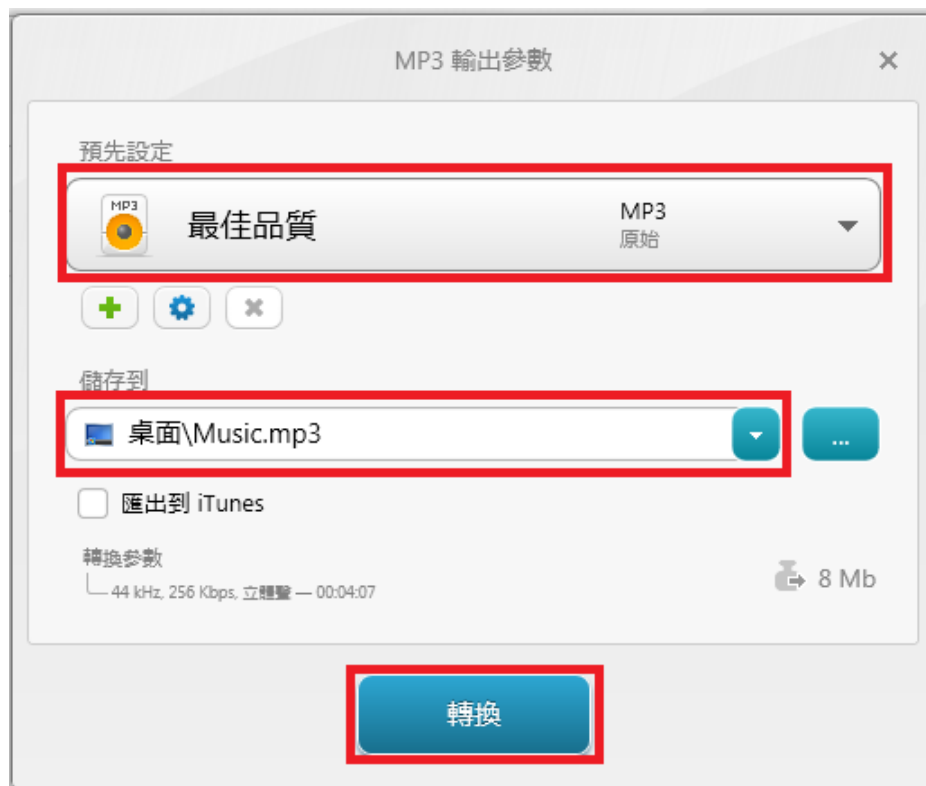 MP3 輸出參數
預先設定
MP3
最佳品質
MP3
原始
儲存到
桌面\Music.mp3
...
匯出到 iTunes
轉換參數
44 kHz, 256 Kbps, 立體聲 — 00:04:07
8 Mb
轉換